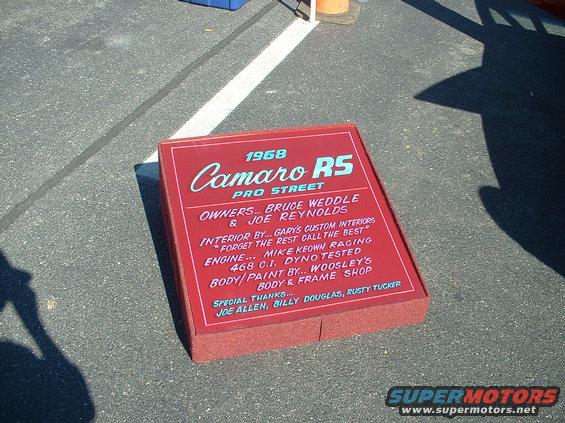 1968
Camaro RS
PRO STREET
OWNERS... BRUCE WEDDLE
& JOE REYNOLDS
INTERIOR BY... GARY'S CUSTOM INTERIORS
"FORGET THE REST CALL THE BEST"
ENGINE... MIKE KEOWN RACING
468 C.I. DYNO TESTED
BODY/PAINT BY... WOOSLEY'S
BODY & FRAME SHOP
SPECIAL THANKS...
JOE ALLEN, BILLY DOUGLAS, RUSTY TUCKER
SUPERMOTORS
www.supermotors.net